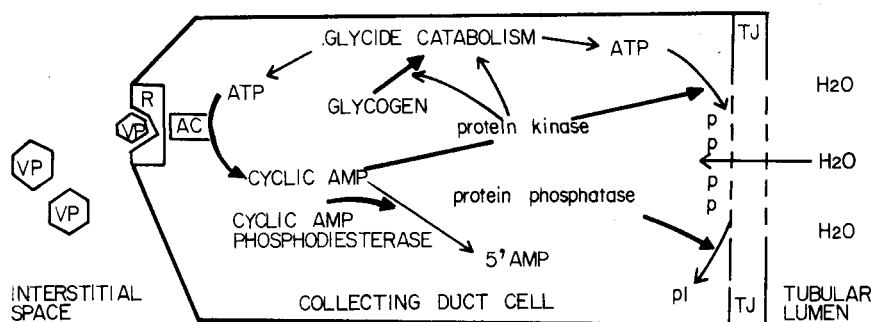 GLYCIDE CATABOLISM
ATP
TJ
R
ATP
GLYCOGEN
H2O
VP
AC
protein kinase
p
p
p
p
p
H2O
VP
VP
CYCLIC AMP
protein phosphatase
CYCLIC AMP
PHOSPHODIESTERASE
H2O
5' AMP
INTERSTITIAL
SPACE
COLLECTING DUCT CELL
pI
TJ
TUBULAR
LUMEN